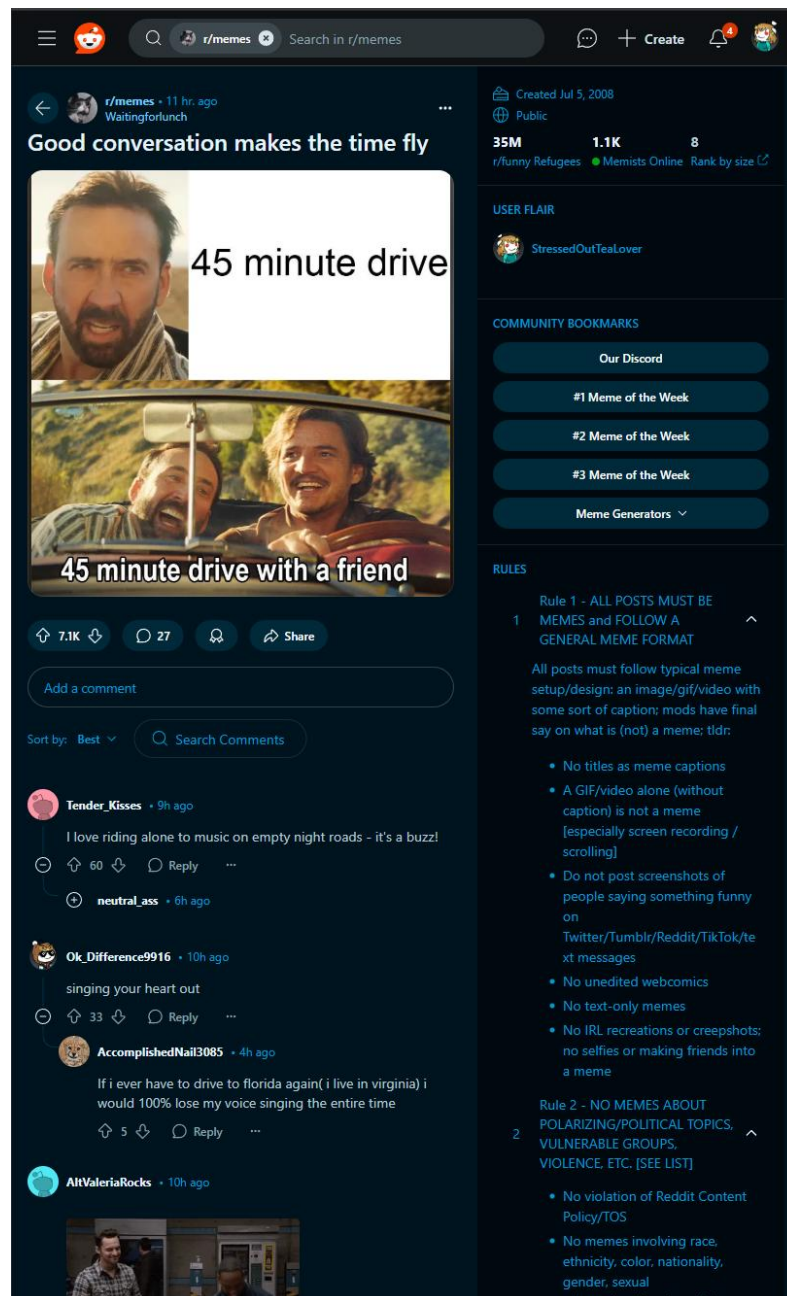 r/memes
Search in r/memes
Create
4
r/memes • 11 hr. ago
Waitingforlunch
Good conversation makes the time fly
45 minute drive
45 minute drive with a friend
7.1K
27
Share
Add a comment
Sort by: Best
Search Comments
Tender_Kisses • 9h ago
I love riding alone to music on empty night roads - it's a buzz!
60
Reply
neutral_ass • 6h ago
Ok_Difference9916 • 10h ago
singing your heart out
33
Reply
AccomplishedNail3085 • 4h ago
If i ever have to drive to florida again( i live in virginia) i
would 100% lose my voice singing the entire time
5
Reply
AltValeriaRocks • 10h ago
Created Jul 5, 2008
Public
35M 1.1K 8
r/funny Refugees Memists Online Rank by size
USER FLAIR
StressedOutTeaLover
COMMUNITY BOOKMARKS
Our Discord
#1 Meme of the Week
#2 Meme of the Week
#3 Meme of the Week
Meme Generators
RULES
1
Rule 1 - ALL POSTS MUST BE
MEMES and FOLLOW A
GENERAL MEME FORMAT
All posts must follow typical meme
setup/design: an image/gif/video with
some sort of caption; mods have final
say on what is (not) a meme; tldr:
• No titles as meme captions
• A GIF/video alone (without
caption) is not a meme
[especially screen recording /
scrolling]
• Do not post screenshots of
people saying something funny
on
Twitter/Tumblr/Reddit/TikTok/te
xt messages
• No unedited webcomics
• No text-only memes
• No IRL recreations or creepshots;
no selfies or making friends into
a meme
2
Rule 2 - NO MEMES ABOUT
POLARIZING/POLITICAL TOPICS,
VULNERABLE GROUPS,
VIOLENCE, ETC. [SEE LIST]
• No violation of Reddit Content
Policy/TOS
• No memes involving race,
ethnicity, color, nationality,
gender, sexual